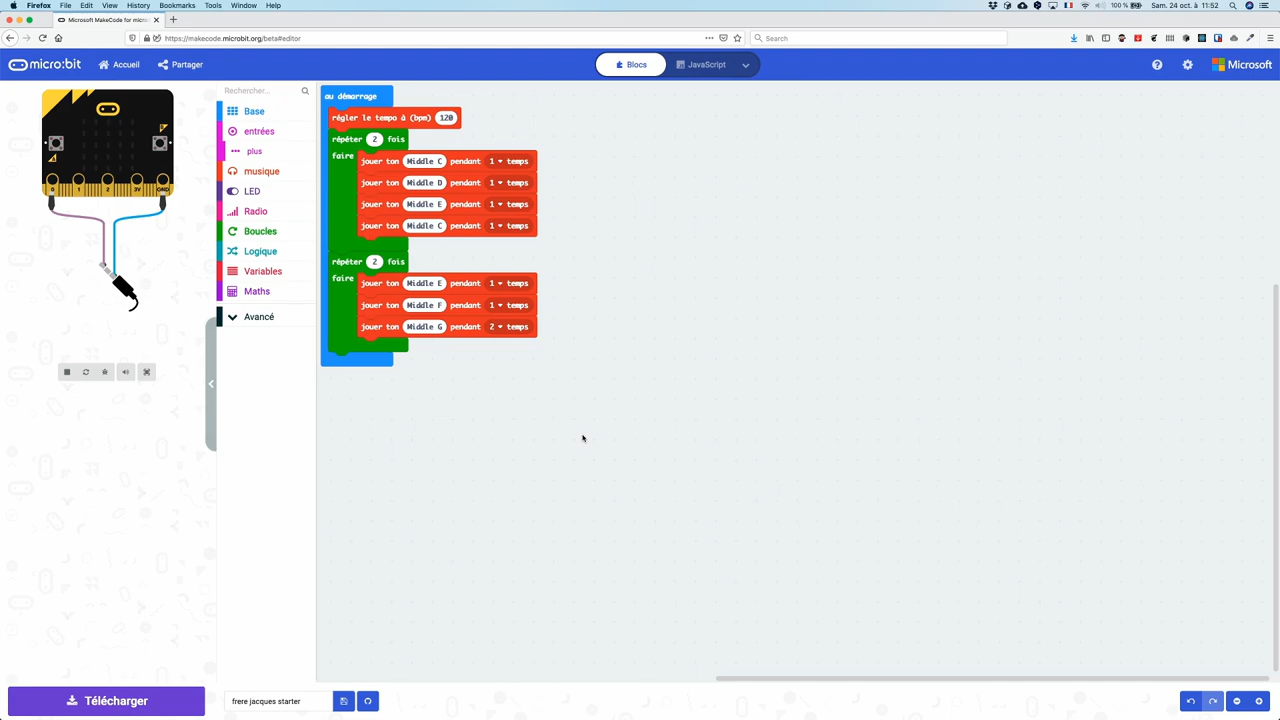 Firefox File Edit View History Bookmarks Tools Window Help
100 % Sam. 24 oct. à 11:52
Microsoft MakeCode for micro:
https://makecode.microbit.org/beta#editor
Search
micro:bit Accueil Partager Blocs JavaScript Microsoft
Rechercher...
Base
entrées
plus
musique
LED
Radio
Boucles
Logique
Variables
Maths
Avancé
0 1 2 3V GND
au démarrage
régler le tempo à (bpm) 120
répéter 2 fois
faire jouer ton Middle C pendant 1 temps
jouer ton Middle D pendant 1 temps
jouer ton Middle E pendant 1 temps
jouer ton Middle C pendant 1 temps
répéter 2 fois
faire jouer ton Middle E pendant 1 temps
jouer ton Middle F pendant 1 temps
jouer ton Middle G pendant 2 temps
Télécharger
frere jacques starter